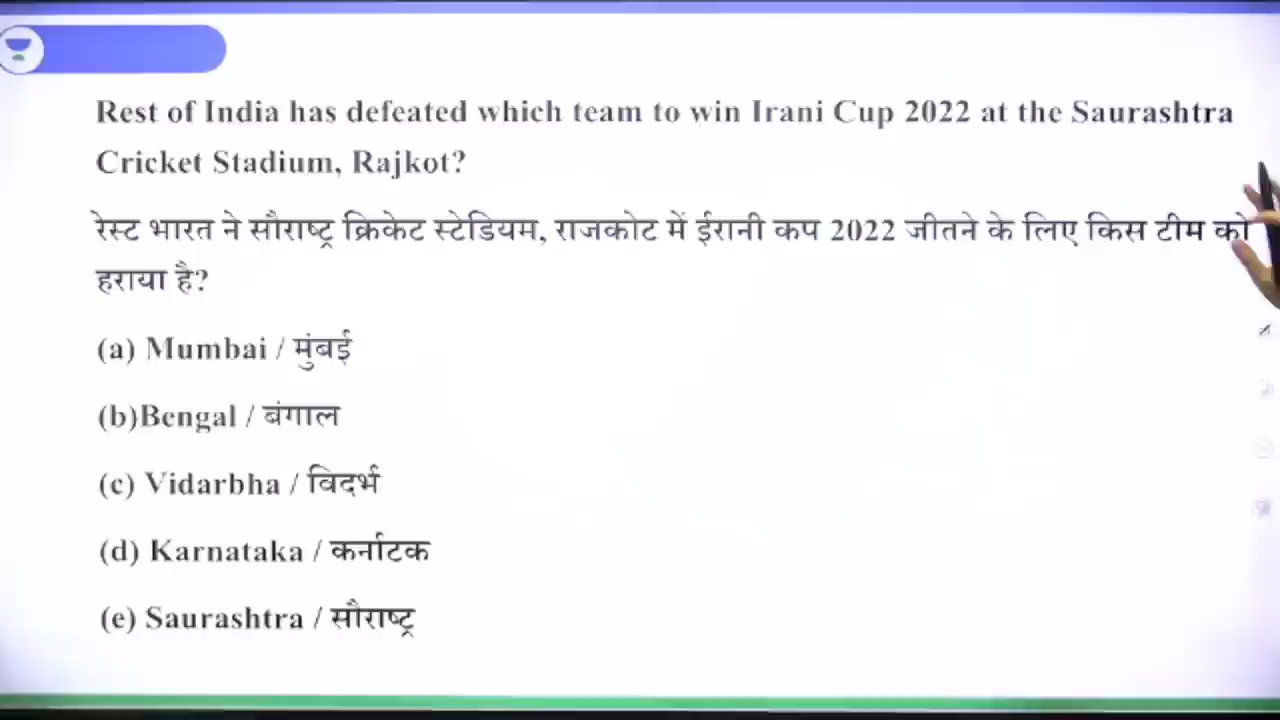 Rest of India has defeated which team to win Irani Cup 2022 at the Saurashtra
Cricket Stadium, Rajkot?
रेस्ट भारत ने सौराष्ट्र क्रिकेट स्टेडियम, राजकोट में ईरानी कप 2022 जीतने के लिए किस टीम को
हराया है?
(a) Mumbai / मुंबई
(b)Bengal / बंगाल
(c) Vidarbha / विदर्भ
(d) Karnataka / कर्नाटक
(e) Saurashtra / सौराष्ट्र